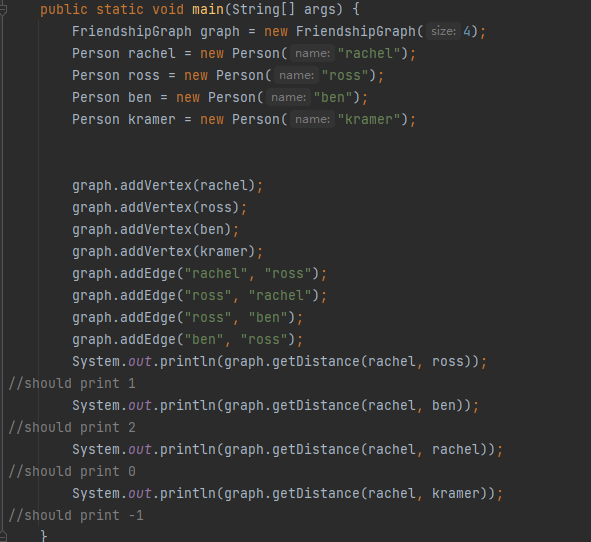 public static void main(String[] args) {
FriendshipGraph graph = new FriendshipGraph( size: 4);
Person rachel = new Person( name: "rachel");
Person ross = new Person( name: "ross");
Person ben = new Person( name: "ben");
Person kramer = new Person( name: "kramer");
graph.addVertex(rachel);
graph.addVertex(ross);
graph.addVertex(ben);
graph.addVertex(kramer);
graph.addEdge("rachel", "ross");
graph.addEdge("ross", "rachel");
graph.addEdge("ross", "ben");
graph.addEdge("ben", "ross");
System.out.println(graph.getDistance(rachel, ross));
//should print 1
System.out.println(graph.getDistance(rachel, ben));
//should print 2
System.out.println(graph.getDistance(rachel, rachel));
//should print 0
System.out.println(graph.getDistance(rachel, kramer));
//should print -1
}